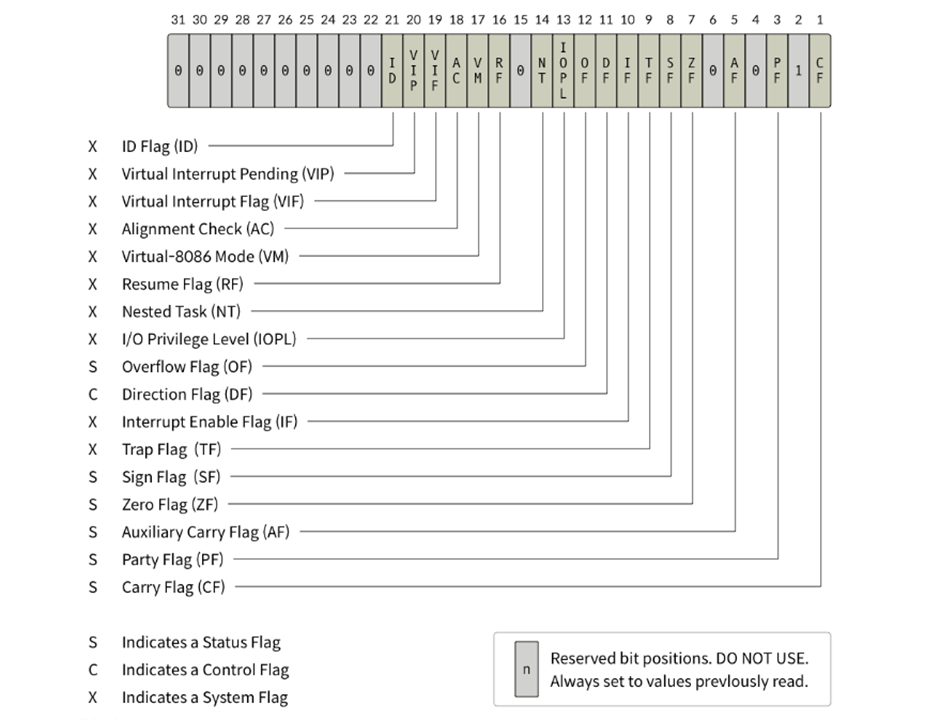 31 30 29 28 27 26 25 24 23 22 21 20 19 18 17 16 15 14 13 12 11 10 9 8 7 6 5 4 3 2 1
0 0 0 0 0 0 0 0 0 0 ID VIP VIF AC VM RF 0 NT IOPL OF DF IF TF SF ZF 0 AF 0 PF 1 CF
X ID Flag (ID)
X Virtual Interrupt Pending (VIP)
X Virtual Interrupt Flag (VIF)
X Alignment Check (AC)
X Virtual-8086 Mode (VM)
X Resume Flag (RF)
X Nested Task (NT)
X I/O Privilege Level (IOPL)
S Overflow Flag (OF)
C Direction Flag (DF)
X Interrupt Enable Flag (IF)
X Trap Flag (TF)
S Sign Flag (SF)
S Zero Flag (ZF)
S Auxiliary Carry Flag (AF)
S Party Flag (PF)
S Carry Flag (CF)
S Indicates a Status Flag
C Indicates a Control Flag
X Indicates a System Flag
n
Reserved bit positions. DO NOT USE.
Always set to values prevlously read.